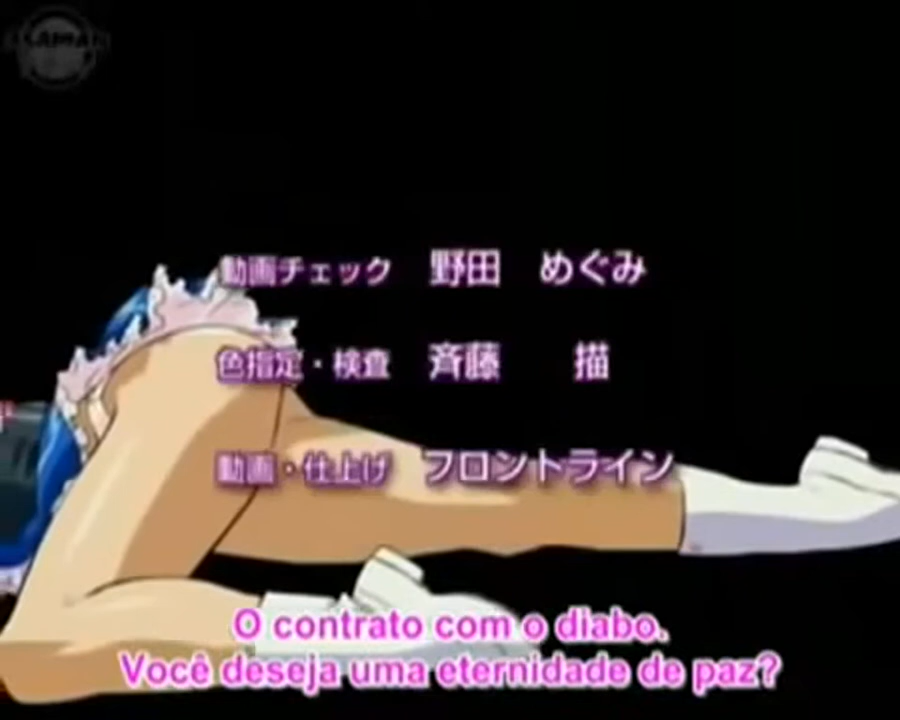 動画チェック 野田 めぐみ
色指定・検査 斉藤 描
動画・仕上げ フロントライン
O contrato com o diabo.
Você deseja uma eternidade de paz?